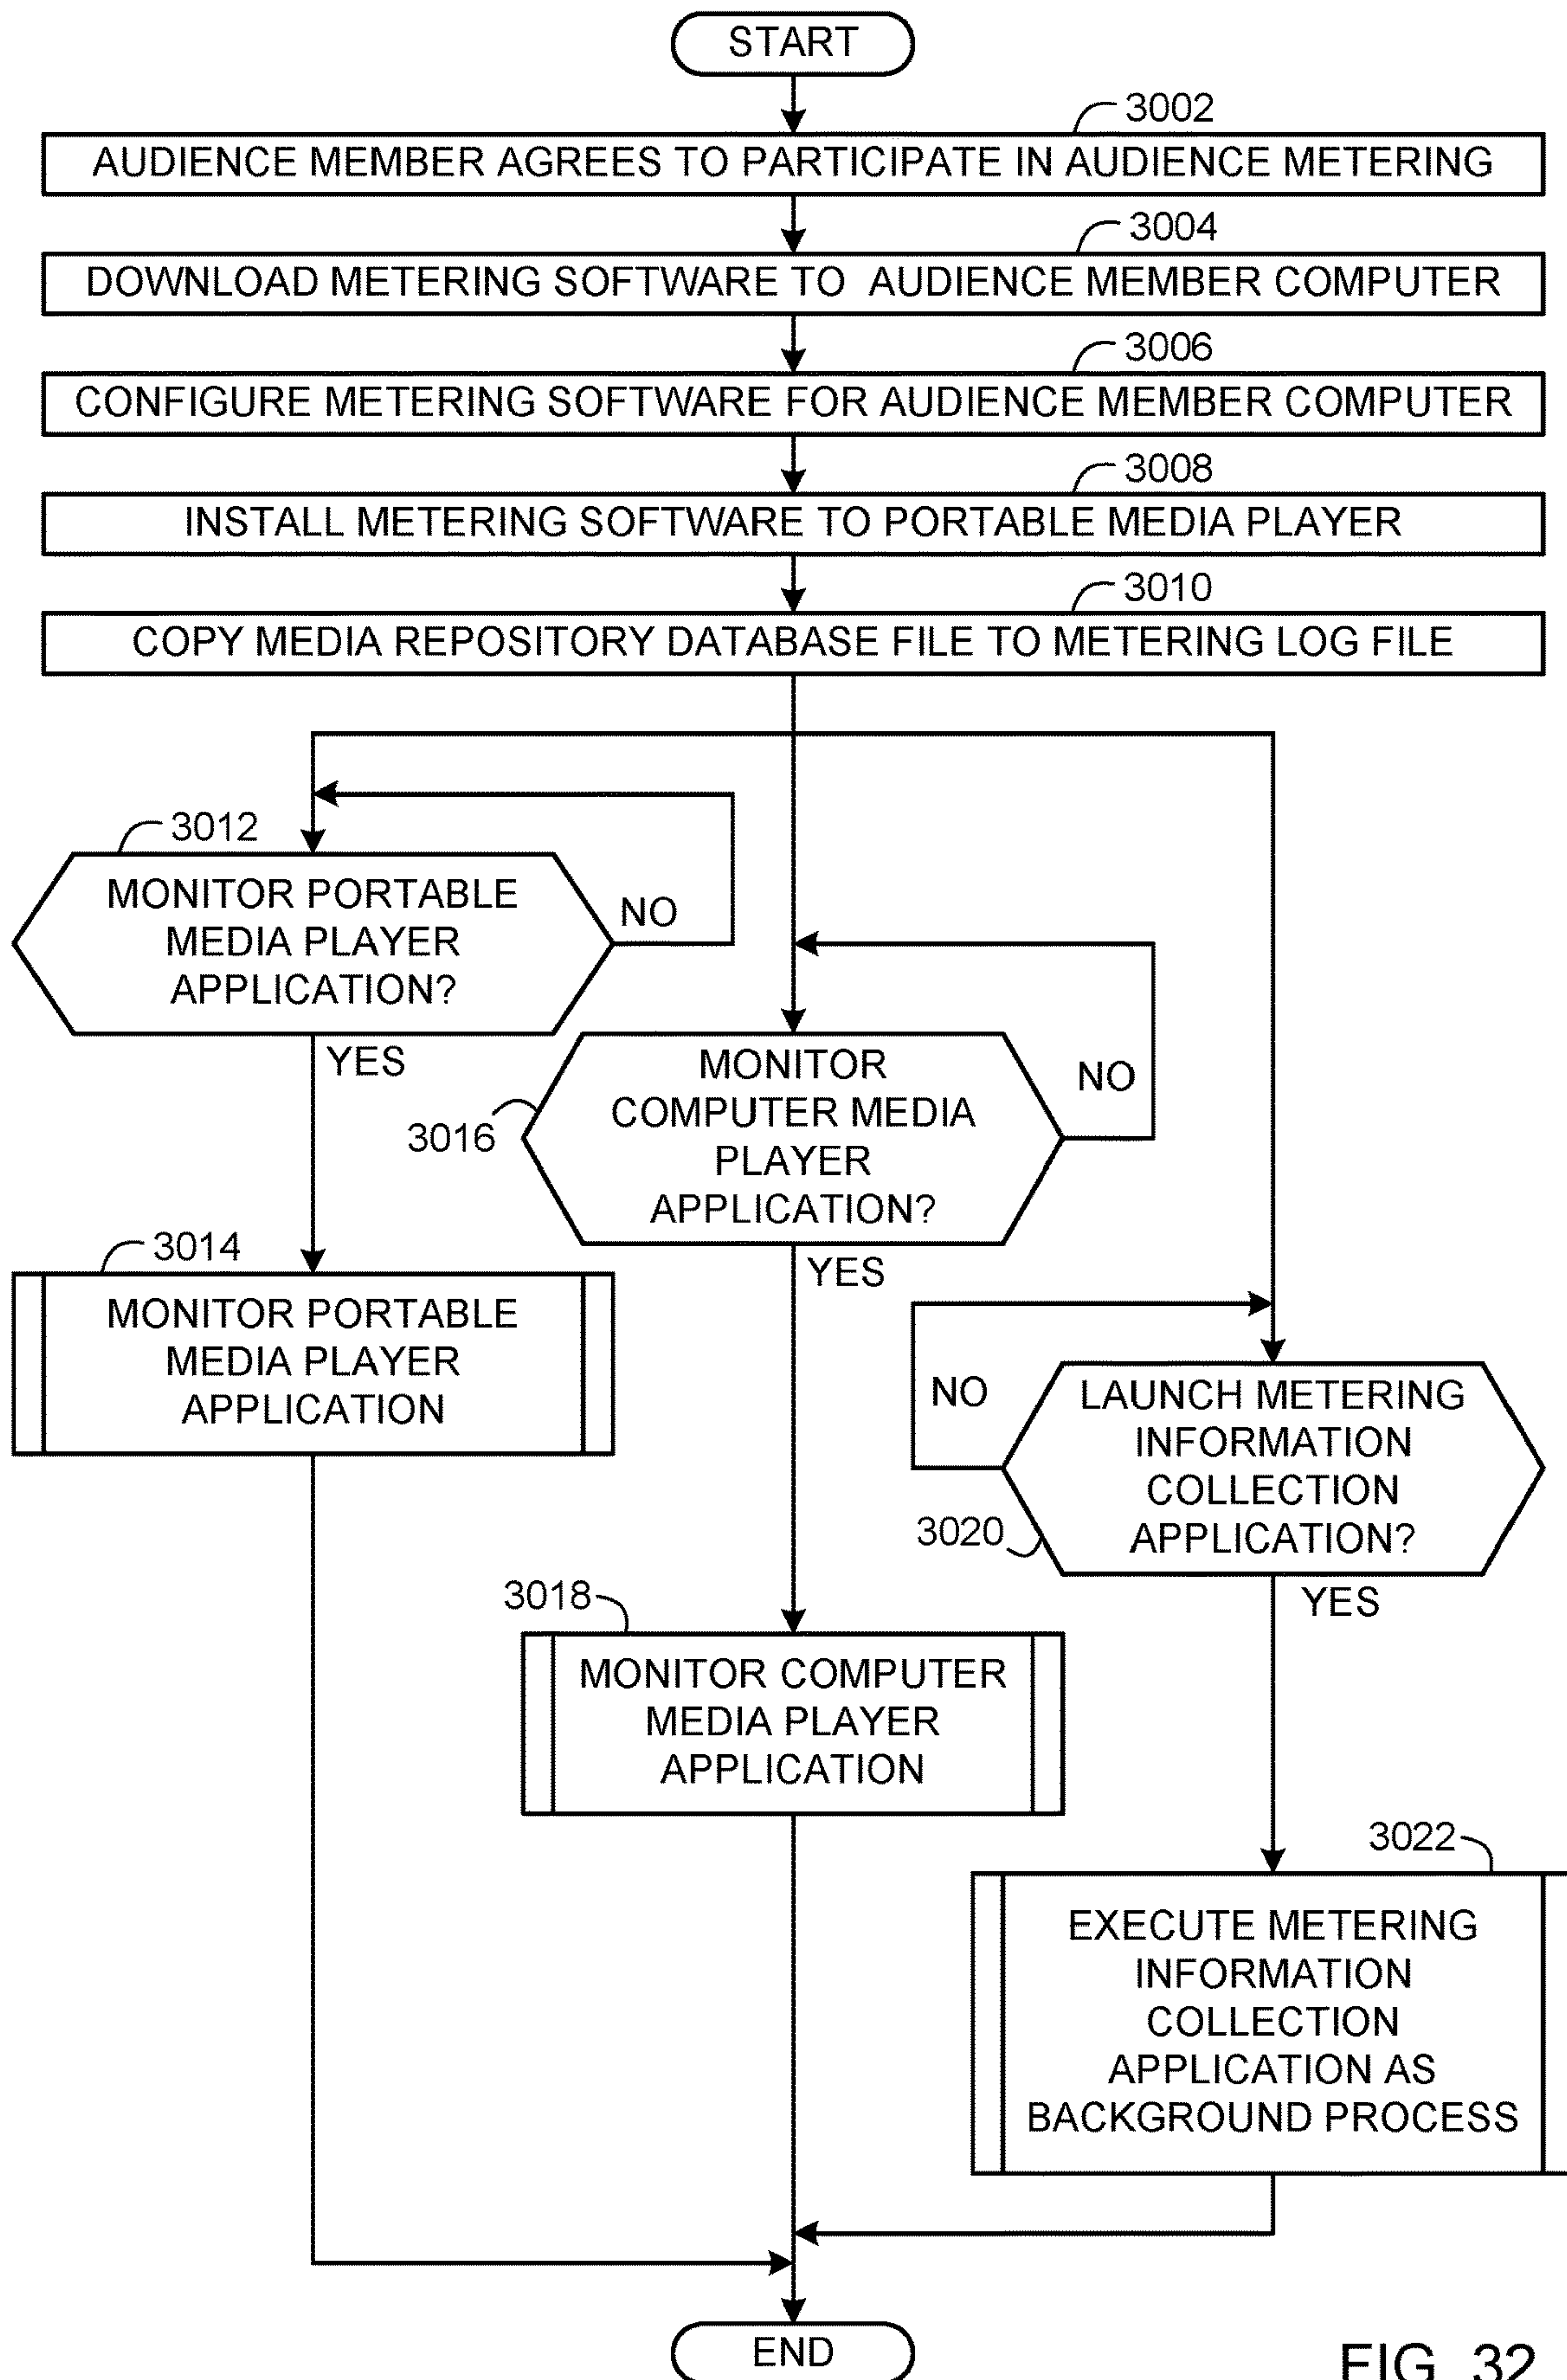 START
3002
AUDIENCE MEMBER AGREES TO PARTICIPATE IN AUDIENCE METERING
3004
DOWNLOAD METERING SOFTWARE TO AUDIENCE MEMBER COMPUTER
3006
CONFIGURE METERING SOFTWARE FOR AUDIENCE MEMBER COMPUTER
3008
INSTALL METERING SOFTWARE TO PORTABLE MEDIA PLAYER
3010
COPY MEDIA REPOSITORY DATABASE FILE TO METERING LOG FILE
3012
MONITOR PORTABLE
MEDIA PLAYER
APPLICATION?
NO
YES
3014
MONITOR PORTABLE
MEDIA PLAYER
APPLICATION
3016
MONITOR
COMPUTER MEDIA
PLAYER
APPLICATION?
NO
YES
3018
MONITOR COMPUTER
MEDIA PLAYER
APPLICATION
3020
LAUNCH METERING
INFORMATION
COLLECTION
APPLICATION?
NO
YES
3022
EXECUTE METERING
INFORMATION
COLLECTION
APPLICATION AS
BACKGROUND PROCESS
END
FIG. 32